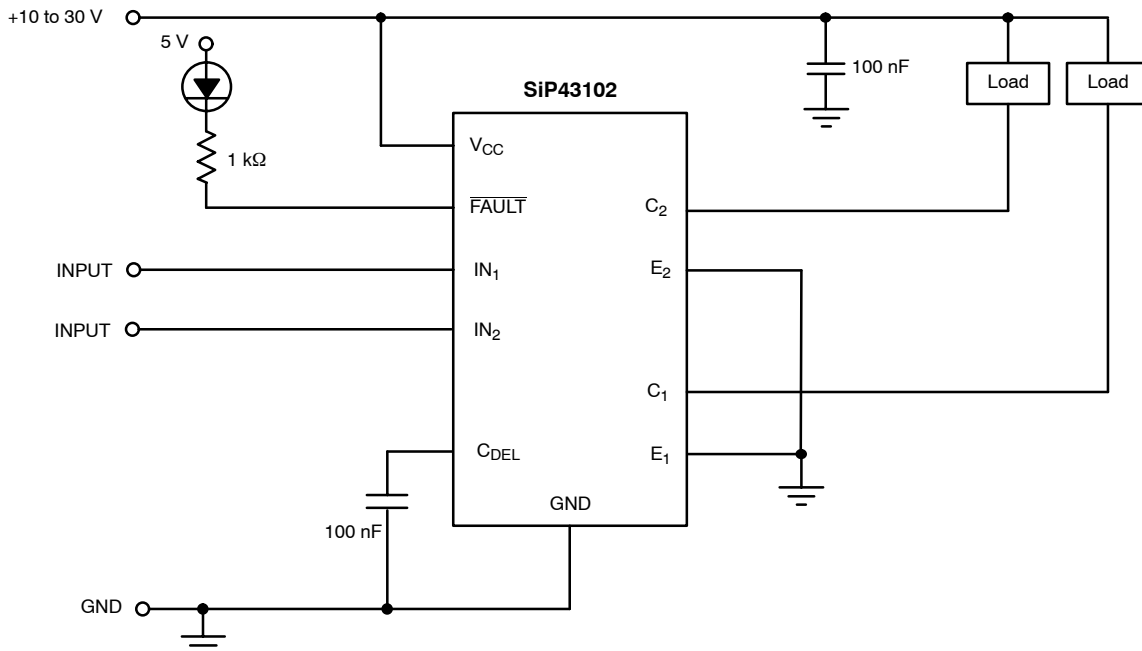 +10 to 30 V
5 V
100 nF
Load
Load
SiP43102
1 kΩ
VCC
FAULT
C2
INPUT
IN1
E2
INPUT
IN2
C1
CDEL
E1
GND
100 nF
GND